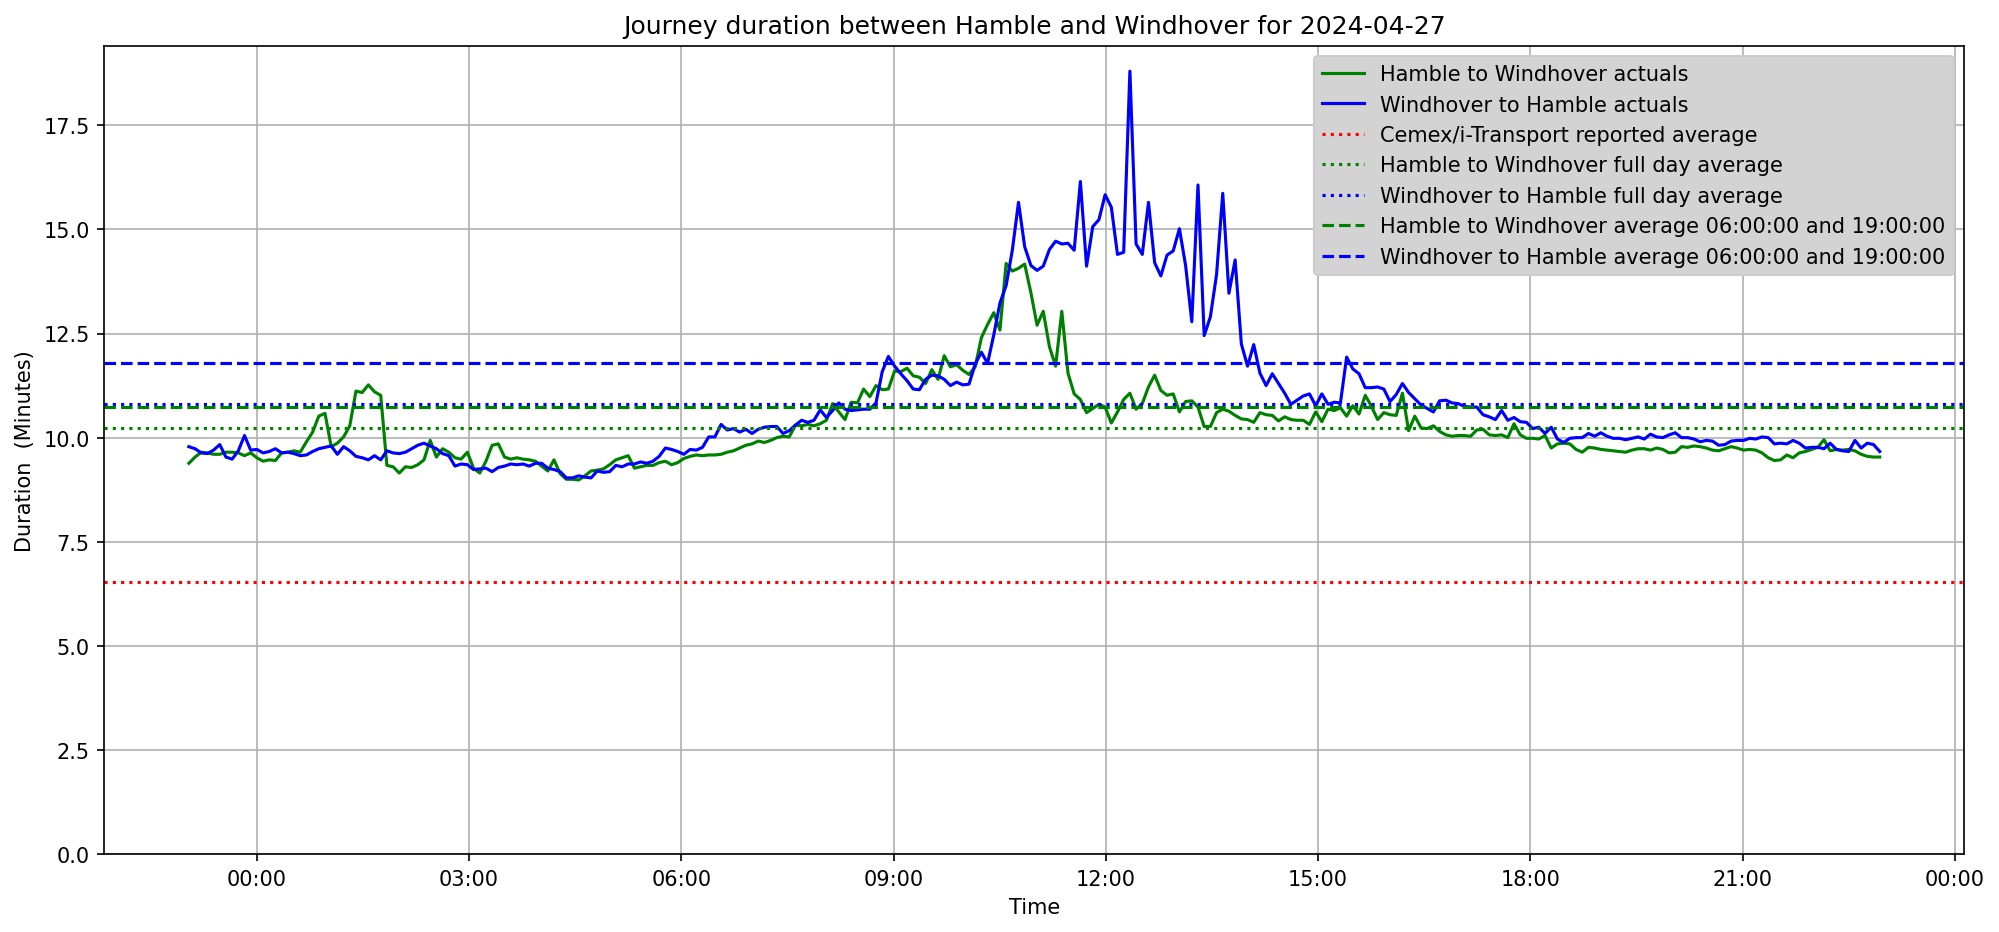 Journey duration between Hamble and Windhover for 2024-04-27
Hamble to Windhover actuals
Windhover to Hamble actuals
Cemex/i-Transport reported average
Hamble to Windhover full day average
Windhover to Hamble full day average
Hamble to Windhover average 06:00:00 and 19:00:00
Windhover to Hamble average 06:00:00 and 19:00:00
Duration (Minutes)
17.5
15.0
12.5
10.0
7.5
5.0
2.5
0.0
00:00 03:00 06:00 09:00 12:00 15:00 18:00 21:00 00:00
Time